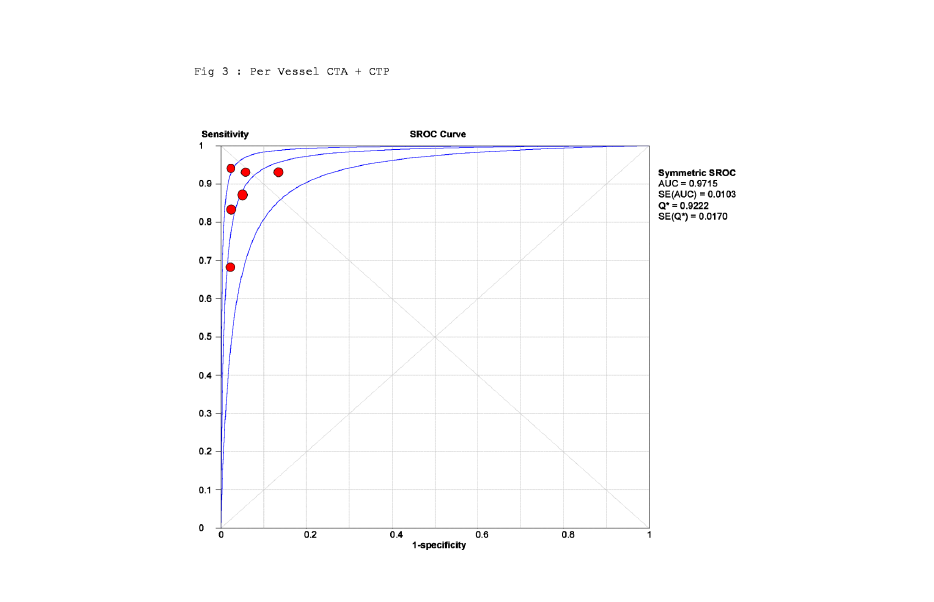 Fig 3 : Per Vessel CTA + CTP
Sensitivity
SROC Curve
1
0.9
0.8
0.7
0.6
0.5
0.4
0.3
0.2
0.1
0
0 0.2 0.4 0.6 0.8 1
1-specificity
Symmetric SROC
AUC = 0.9715
SE(AUC) = 0.0103
Q* = 0.9222
SE(Q*) = 0.0170